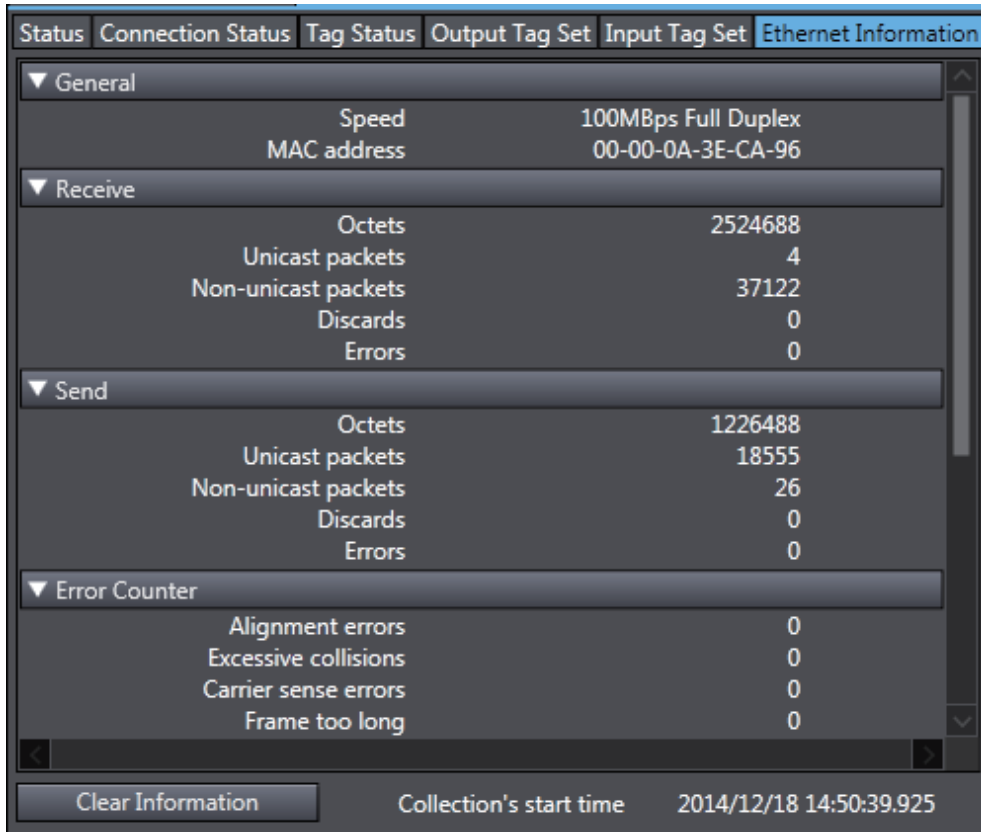 Status Connection Status Tag Status Output Tag Set Input Tag Set Ethernet Information
General
Speed 100MBps Full Duplex
MAC address 00-00-0A-3E-CA-96
Receive
Octets 2524688
Unicast packets 4
Non-unicast packets 37122
Discards 0
Errors 0
Send
Octets 1226488
Unicast packets 18555
Non-unicast packets 26
Discards 0
Errors 0
Error Counter
Alignment errors 0
Excessive collisions 0
Carrier sense errors 0
Frame too long 0
Clear Information Collection's start time 2014/12/18 14:50:39.925